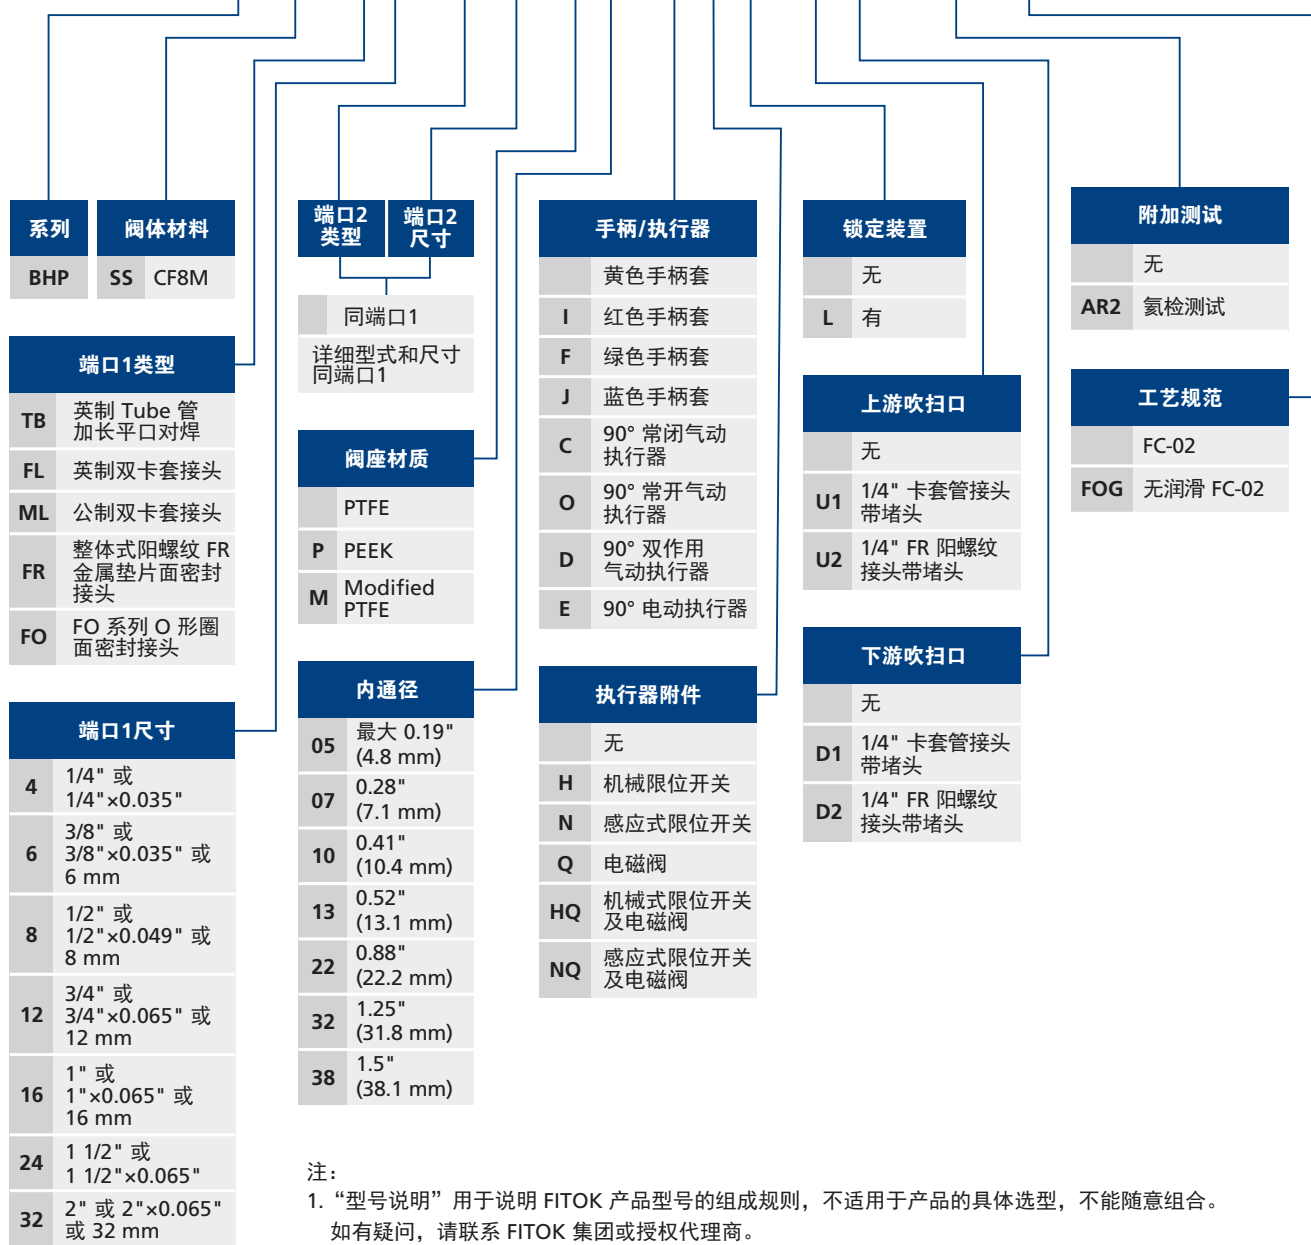 系列
BHP
阀体材料
SS CF8M
端口1类型
TB 英制 Tube 管
加长平口对焊
FL 英制双卡套接头
ML 公制双卡套接头
FR 整体式阳螺纹 FR
金属垫片面密封
接头
FO FO 系列 O 形圈
面密封接头
端口1尺寸
4 1/4" 或
1/4"×0.035"
6 3/8" 或
3/8"×0.035" 或
6 mm
8 1/2" 或
1/2"×0.049" 或
8 mm
12 3/4" 或
3/4"×0.065" 或
12 mm
16 1" 或
1"×0.065" 或
16 mm
24 1 1/2" 或
1 1/2"×0.065"
32 2" 或 2"×0.065"
或 32 mm
端口2
类型
端口2
尺寸
同端口1
详细型式和尺寸
同端口1
阀座材质
PTFE
P PEEK
M Modified
PTFE
内通径
05 最大 0.19"
(4.8 mm)
07 0.28"
(7.1 mm)
10 0.41"
(10.4 mm)
13 0.52"
(13.1 mm)
22 0.88"
(22.2 mm)
32 1.25"
(31.8 mm)
38 1.5"
(38.1 mm)
手柄/执行器
黄色手柄套
I 红色手柄套
F 绿色手柄套
J 蓝色手柄套
C 90° 常闭气动
执行器
O 90° 常开气动
执行器
D 90° 双作用
气动执行器
E 90° 电动执行器
执行器附件
无
H 机械限位开关
N 感应式限位开关
Q 电磁阀
HQ 机械式限位开关
及电磁阀
NQ 感应式限位开关
及电磁阀
锁定装置
无
L 有
上游吹扫口
无
U1 1/4" 卡套管接头
带堵头
U2 1/4" FR 阳螺纹
接头带堵头
下游吹扫口
无
D1 1/4" 卡套管接头
带堵头
D2 1/4" FR 阳螺纹
接头带堵头
附加测试
无
AR2 氦检测试
工艺规范
FC-02
FOG 无润滑 FC-02
注：
1. “型号说明”用于说明 FITOK 产品型号的组成规则，不适用于产品的具体选型，不能随意组合。
如有疑问，请联系 FITOK 集团或授权代理商。